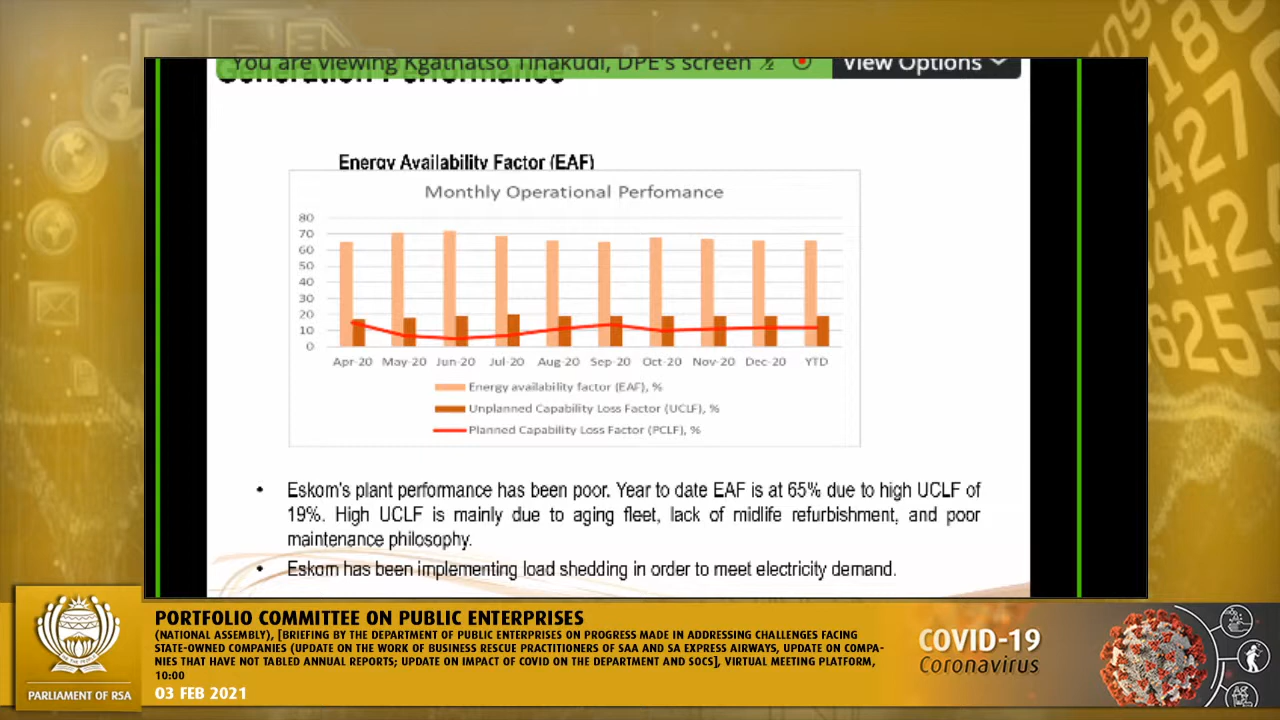 You are viewing Kgathatso Tlhakudi, DPE's screen
View Options
Generation Performance
Energy Availability Factor (EAF)
Monthly Operational Perfomance
80
70
60
50
40
30
20
10
0
Apr-20 May-20 Jun-20 Jul-20 Aug-20 Sep-20 Oct-20 Nov-20 Dec-20 YTD
Energy availability factor (EAF), %
Unplanned Capability Loss Factor (UCLF), %
Planned Capability Loss Factor (PCLF), %
• Eskom's plant performance has been poor. Year to date EAF is at 65% due to high UCLF of
19%. High UCLF is mainly due to aging fleet, lack of midlife refurbishment, and poor
maintenance philosophy.
• Eskom has been implementing load shedding in order to meet electricity demand.
PORTFOLIO COMMITTEE ON PUBLIC ENTERPRISES
(NATIONAL ASSEMBLY), [BRIEFING BY THE DEPARTMENT OF PUBLIC ENTERPRISES ON PROGRESS MADE IN ADDRESSING CHALLENGES FACING
STATE-OWNED COMPANIES (UPDATE ON THE WORK OF BUSINESS RESCUE PRACTITIONERS OF SAA AND SA EXPRESS AIRWAYS, UPDATE ON COMPA-
NIES THAT HAVE NOT TABLED ANNUAL REPORTS; UPDATE ON IMPACT OF COVID ON THE DEPARTMENT AND SOCS], VIRTUAL MEETING PLATFORM,
10:00
03 FEB 2021
PARLIAMENT OF RSA
COVID-19
Coronavirus